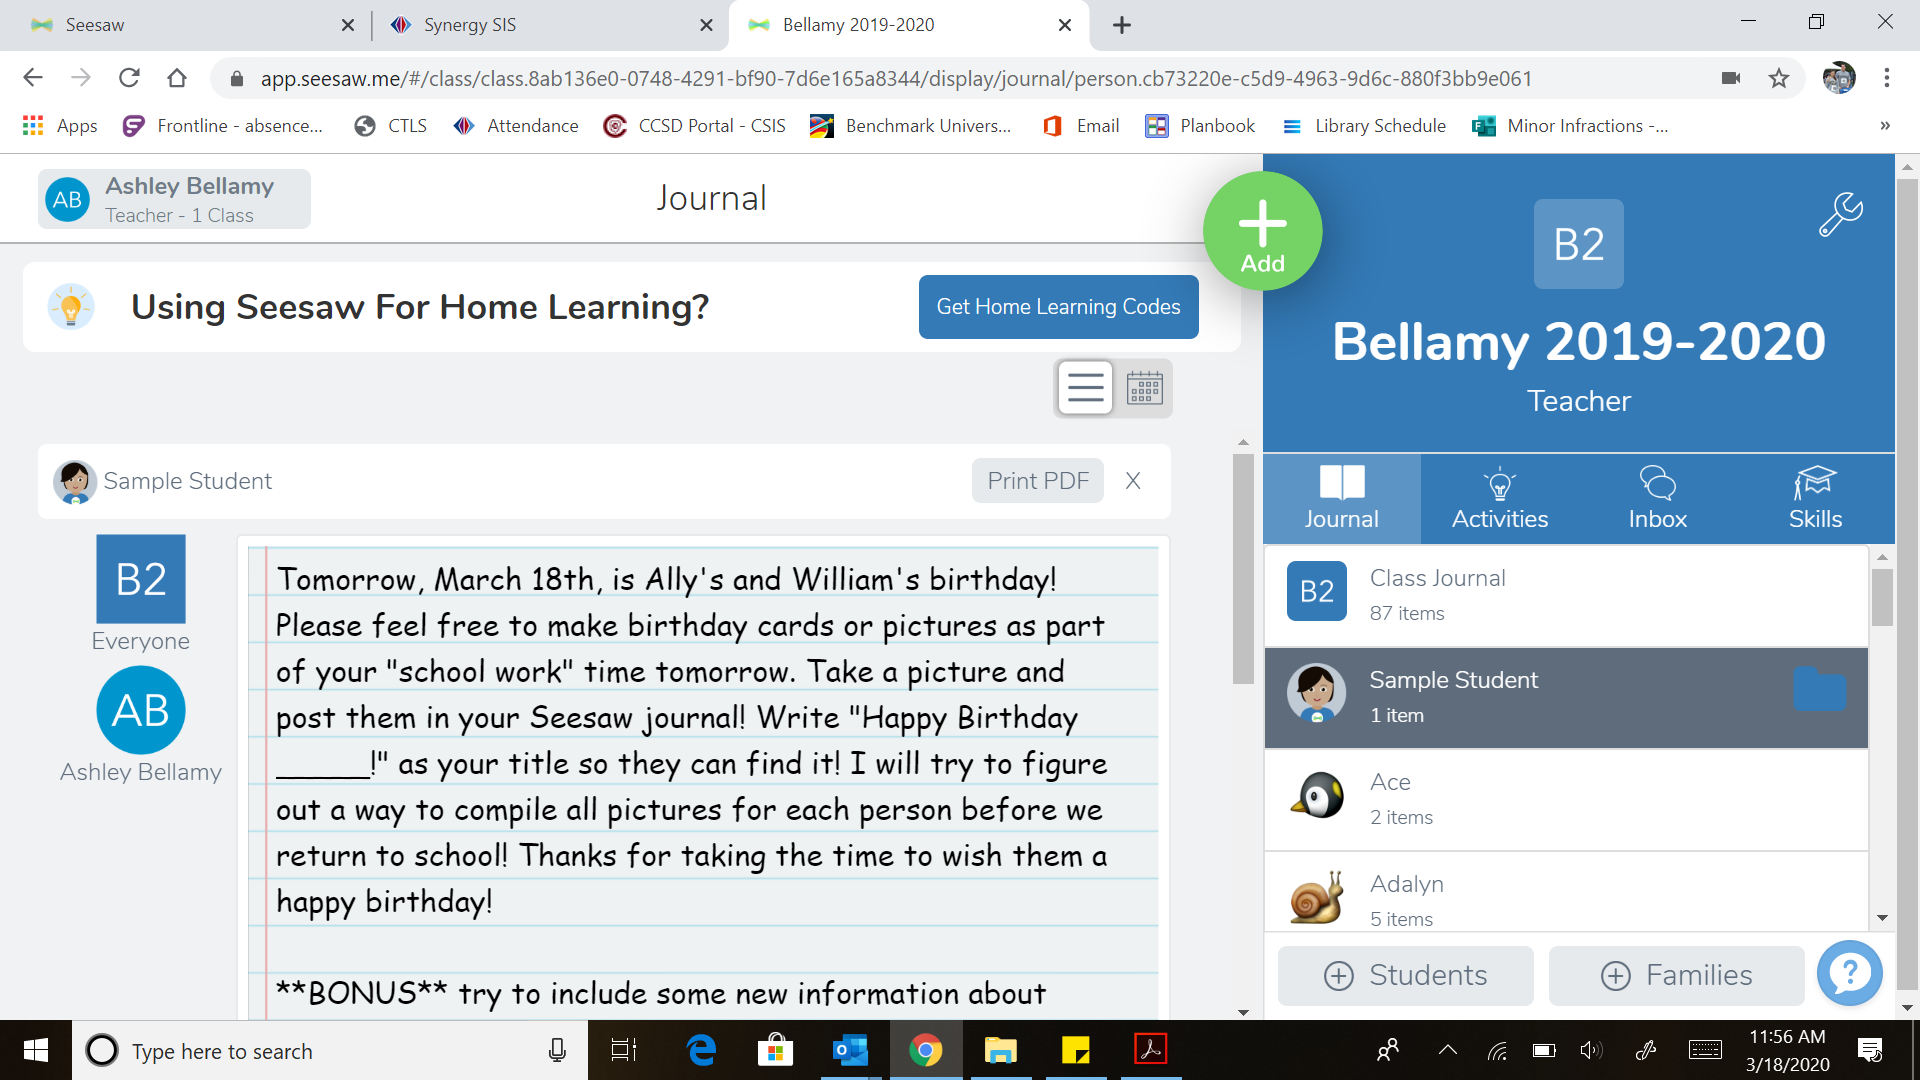 Seesaw
Synergy SIS
Bellamy 2019-2020
app.seesaw.me/#/class/class.8ab136e0-0748-4291-bf90-7d6e165a8344/display/journal/person.cb73220e-c5d9-4963-9d6c-880f3bb9e061
Apps
Frontline - absence...
CTLS
Attendance
CCSD Portal - CSIS
Benchmark Univers...
Email
Planbook
Library Schedule
Minor Infractions -...
»
AB
Ashley Bellamy
Teacher - 1 Class
Journal
Add
Using Seesaw For Home Learning?
Get Home Learning Codes
Sample Student
Print PDF
X
B2
Everyone
AB
Ashley Bellamy
Tomorrow, March 18th, is Ally's and William's birthday!
Please feel free to make birthday cards or pictures as part
of your "school work" time tomorrow. Take a picture and
post them in your Seesaw journal! Write "Happy Birthday
_____!" as your title so they can find it! I will try to figure
out a way to compile all pictures for each person before we
return to school! Thanks for taking the time to wish them a
happy birthday!
**BONUS** try to include some new information about
B2
Bellamy 2019-2020
Teacher
Journal
Activities
Inbox
Skills
B2
Class Journal
87 items
Sample Student
1 item
Ace
2 items
Adalyn
5 items
Students
Families
?
Type here to search
11:56 AM
3/18/2020